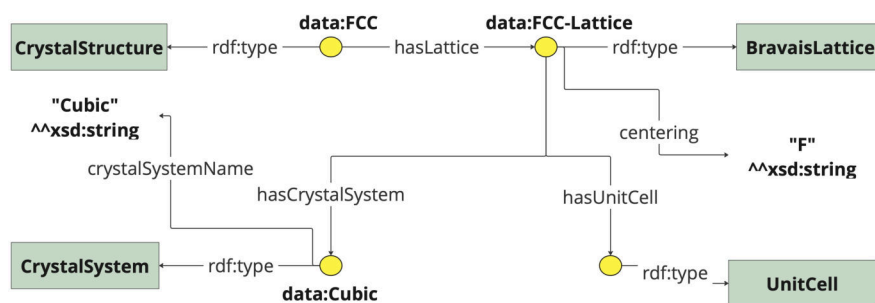 data:FCC
data:FCC-Lattice
CrystalStructure
rdf:type
hasLattice
rdf:type
BravaisLattice
"Cubic"
^^xsd:string
centering
"F"
^^xsd:string
crystalSystemName
hasCrystalSystem
hasUnitCell
CrystalSystem
rdf:type
rdf:type
UnitCell
data:Cubic